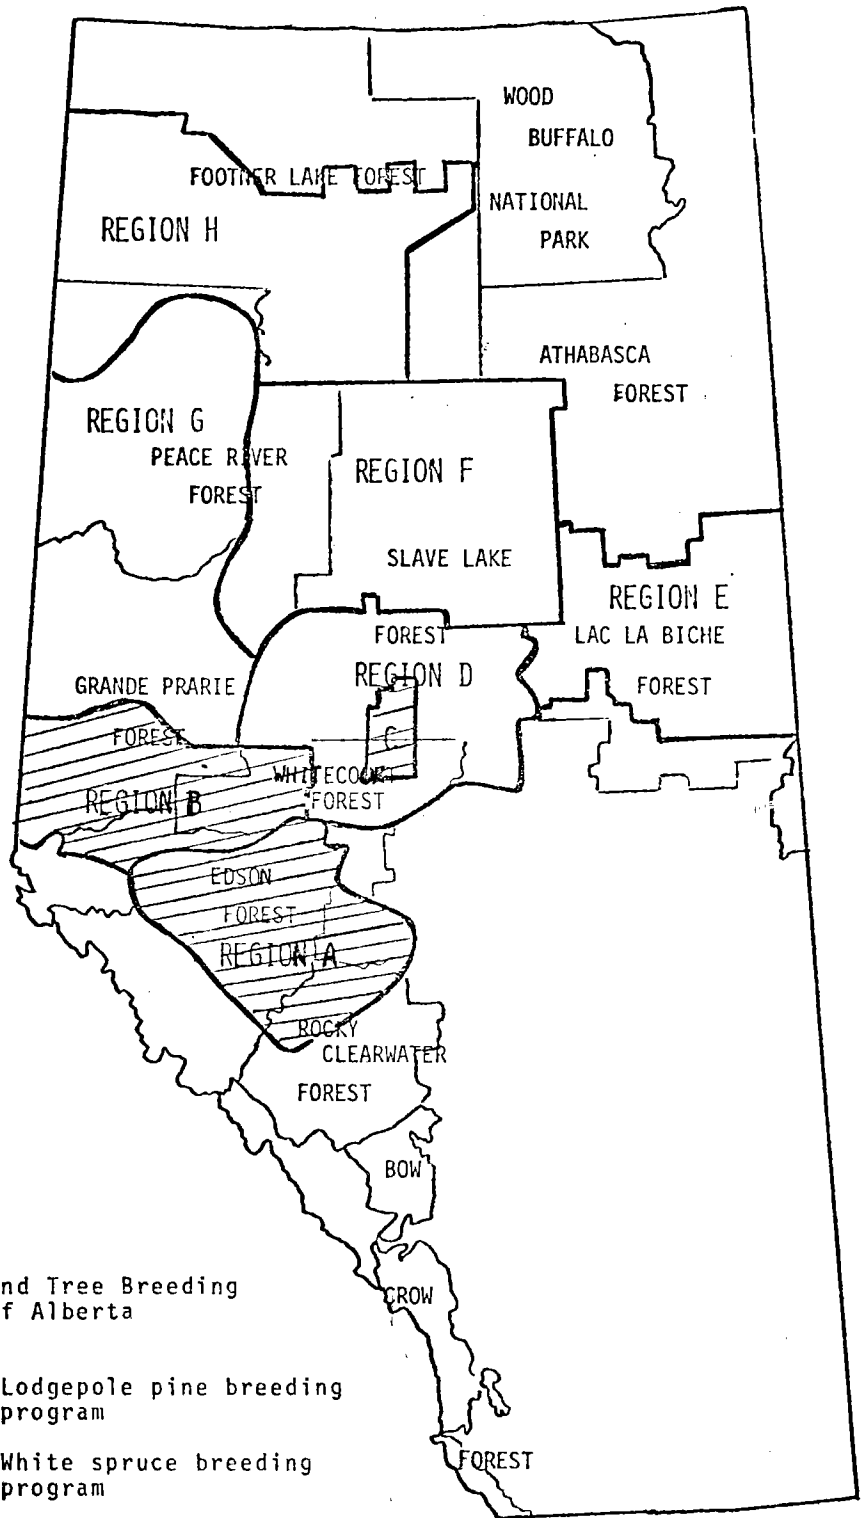 WOOD
BUFFALO
FOOTNER LAKE FOREST
NATIONAL
REGION H
PARK
ATHABASCA
FOREST
REGION G
PEACE RIVER
REGION F
FOREST
SLAVE LAKE
REGION E
FOREST
LAC LA BICHE
REGION D
GRANDE PRARIE
FOREST
FOREST
C
WHITECOURT
REGION B
FOREST
EDSON
FOREST
REGION A
ROCKY
CLEARWATER
FOREST
BOW
nd Tree Breeding
CROW
f Alberta
Lodgepole pine breeding
program
FOREST
White spruce breeding
program